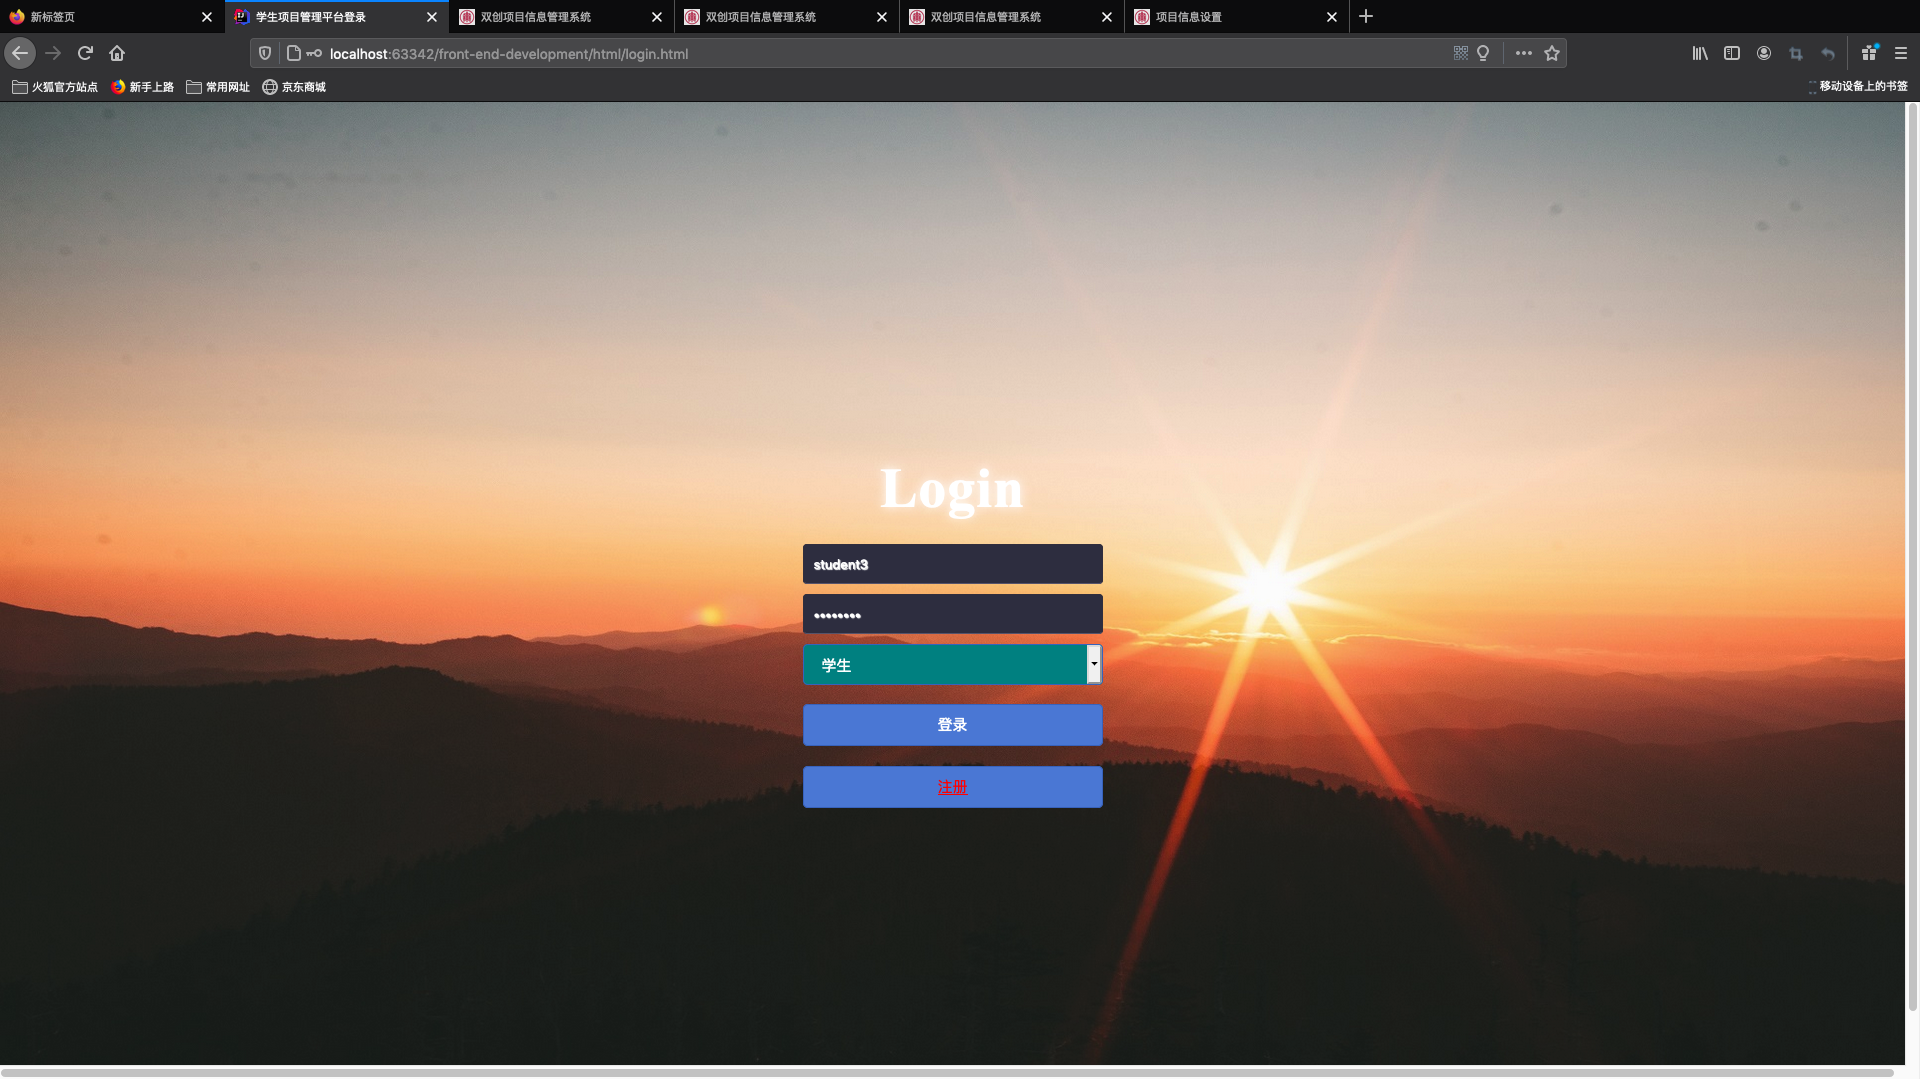 新标签页
学生项目管理平台登录
双创项目信息管理系统
双创项目信息管理系统
双创项目信息管理系统
项目信息设置
localhost:63342/front-end-development/html/login.html
火狐官方站点
新手上路
常用网址
京东商城
移动设备上的书签
Login
student3
••••••••
学生
登录
注册